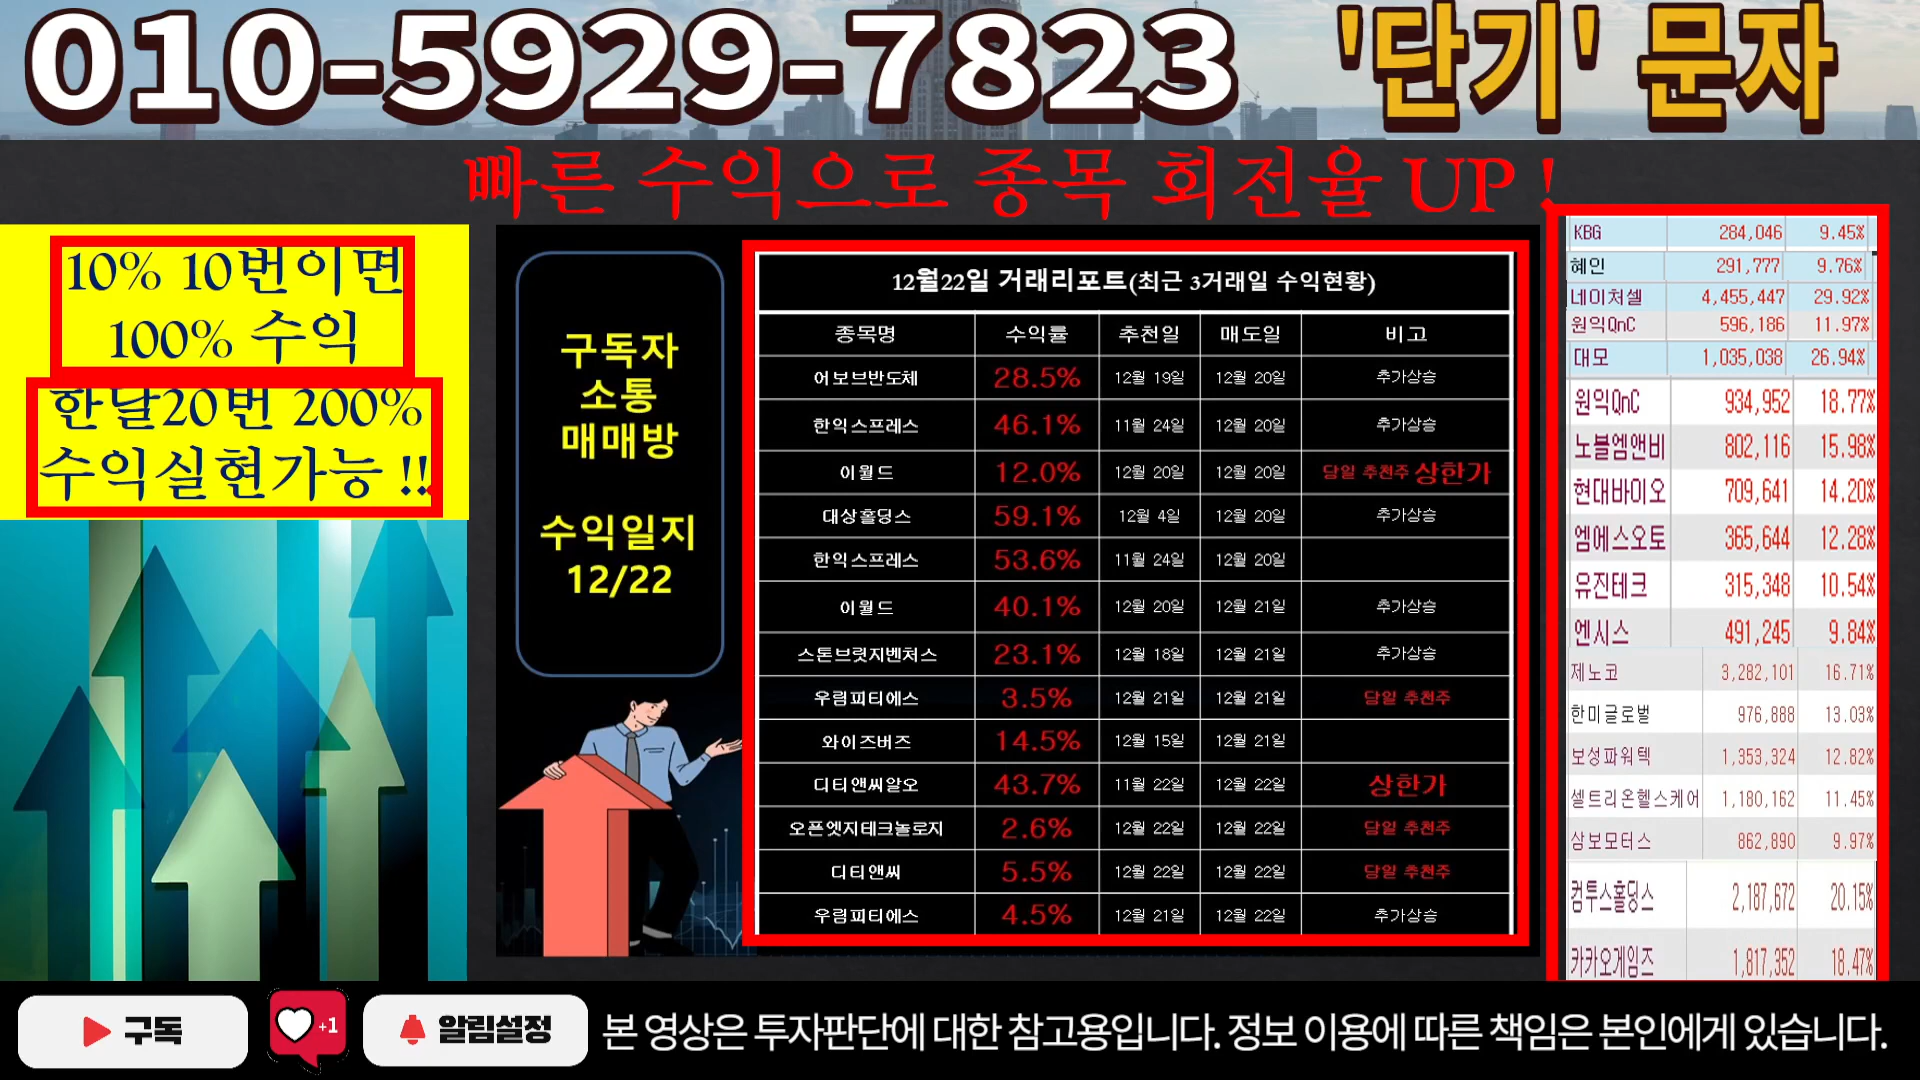 010-5929-7823 '단기' 문자
빠른 수익으로 종목 회전율 UP !
10% 10번이면
100% 수익
한달20번 200%
수익실현가능 !!
구독자
소통
매매방
수익일지
12/22
12월22일 거래리포트(최근 3거래일 수익현황)
종목명 수익률 추천일 매도일 비고
어보브반도체 28.5% 12월 19일 12월 20일 추가상승
한익스프레스 46.1% 11월 24일 12월 20일 추가상승
이월드 12.0% 12월 20일 12월 20일 당일 추천주 상한가
대상홀딩스 59.1% 12월 4일 12월 20일 추가상승
한익스프레스 53.6% 11월 24일 12월 20일
이월드 40.1% 12월 20일 12월 21일 추가상승
스톤브릿지벤처스 23.1% 12월 18일 12월 21일 추가상승
우림피티에스 3.5% 12월 21일 12월 21일 당일 추천주
와이즈버즈 14.5% 12월 15일 12월 21일
디티앤씨알오 43.7% 11월 22일 12월 22일 상한가
오픈엣지테크놀로지 2.6% 12월 22일 12월 22일 당일 추천주
디티앤씨 5.5% 12월 22일 12월 22일 당일 추천주
우림피티에스 4.5% 12월 21일 12월 22일 추가상승
KBG 284,046 9.45%
혜인 291,777 9.76%
네이처셀 4,455,447 29.92%
원익QnC 596,186 11.97%
대모 1,035,038 26.94%
원익QnC 934,952 18.77%
노블엠앤비 802,116 15.98%
현대바이오 709,641 14.20%
엠에스오토 365,644 12.28%
유진테크 315,348 10.54%
엔시스 491,245 9.84%
제노코 3,282,101 16.71%
한미글로벌 976,888 13.03%
보성파워텍 1,353,324 12.82%
셀트리온헬스케어 1,180,162 11.45%
삼보모터스 862,890 9.97%
컴투스홀딩스 2,187,672 20.15%
카카오게임즈 1,817,352 18.47%
구독 +1 알림설정 본 영상은 투자판단에 대한 참고용입니다. 정보 이용에 따른 책임은 본인에게 있습니다.